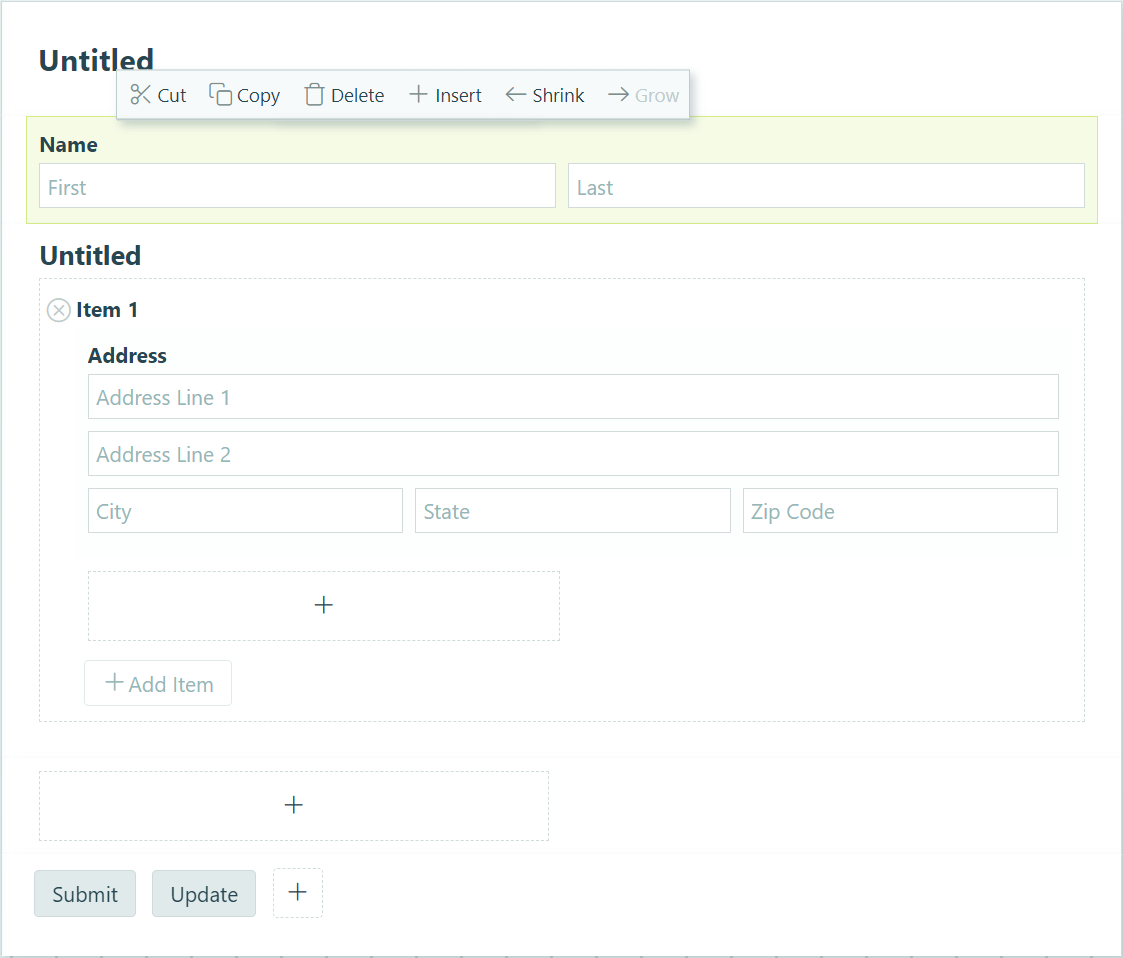 Untitled
Cut Copy Delete Insert Shrink Grow
Name
First Last
Untitled
Item 1
Address
Address Line 1
Address Line 2
City State Zip Code
+
+ Add Item
+
Submit Update +